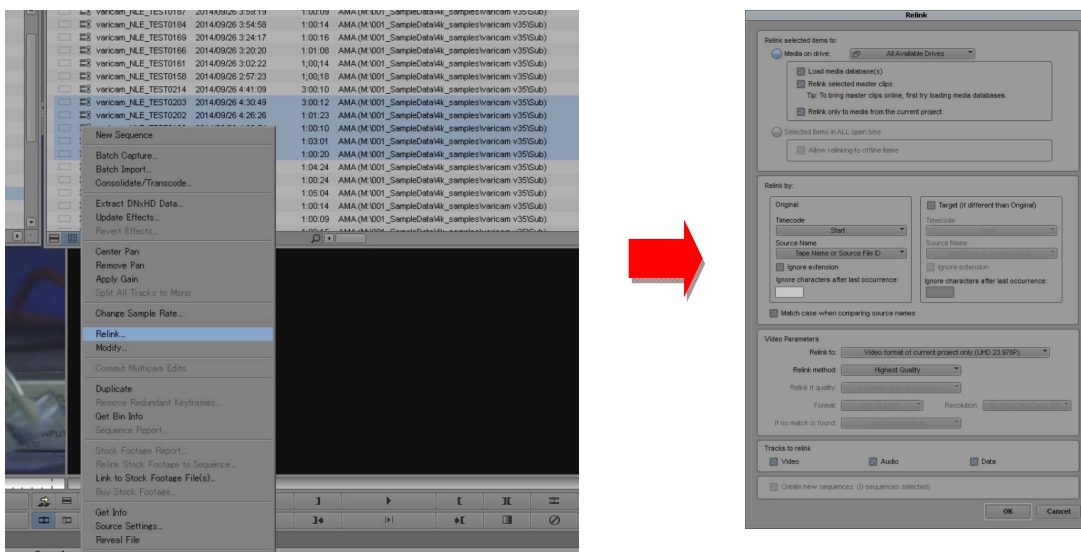 varicam_NLE_TEST0187 2014/09/26 3:59:19 1:00:09 AMA (M:\001_SampleData\4k_samples\varicam v35\Sub)
varicam_NLE_TEST0184 2014/09/26 3:54:58 1:00:14 AMA (M:\001_SampleData\4k_samples\varicam v35\Sub)
varicam_NLE_TEST0169 2014/09/26 3:24:17 1:00:16 AMA (M:\001_SampleData\4k_samples\varicam v35\Sub)
varicam_NLE_TEST0166 2014/09/26 3:20:20 1:01:08 AMA (M:\001_SampleData\4k_samples\varicam v35\Sub)
varicam_NLE_TEST0161 2014/09/26 3:02:22 1;00;14 AMA (M:\001_SampleData\4k_samples\varicam v35\Sub)
varicam_NLE_TEST0158 2014/09/26 2:57:23 1;00;18 AMA (M:\001_SampleData\4k_samples\varicam v35\Sub)
varicam_NLE_TEST0214 2014/09/26 4:41:09 3:00:10 AMA (M:\001_SampleData\4k_samples\varicam v35\Sub)
varicam_NLE_TEST0203 2014/09/26 4:30:49 3:00:12 AMA (M:\001_SampleData\4k_samples\varicam v35\Sub)
varicam_NLE_TEST0202 2014/09/26 4:26:26 1:01:23 AMA (M:\001_SampleData\4k_samples\varicam v35\Sub)
1:00:10 AMA (M:\001_SampleData\4k_samples\varicam v35\Sub)
1:03:01 AMA (M:\001_SampleData\4k_samples\varicam v35\Sub)
1:00:20 AMA (M:\001_SampleData\4k_samples\varicam v35\Sub)
1:04:24 AMA (M:\001_SampleData\4k_samples\varicam v35\Sub)
1:00:24 AMA (M:\001_SampleData\4k_samples\varicam v35\Sub)
1:05:04 AMA (M:\001_SampleData\4k_samples\varicam v35\Sub)
1:00:14 AMA (M:\001_SampleData\4k_samples\varicam v35\Sub)
1:00:09 AMA (M:\001_SampleData\4k_samples\varicam v35\Sub)
New Sequence
Batch Capture...
Batch Import...
Consolidate/Transcode...
Extract DNxHD Data...
Update Effects...
Revert Effects...
Center Pan
Remove Pan
Apply Gain
Split All Tracks to Mono
Change Sample Rate...
Relink...
Modify...
Commit Multicam Edits
Duplicate
Remove Redundant Keyframes...
Get Bin Info
Sequence Report...
Stock Footage Report...
Relink Stock Footage to Sequence...
Link to Stock Footage File(s)...
Buy Stock Footage...
Get Info
Source Settings...
Reveal File
Relink
Relink selected items to:
Media on drive: All Available Drives
Load media database(s)
Relink selected master clips
Tip: To bring master clips online, first try loading media databases.
Relink only to media from the current project
Selected items in ALL open bins
Allow relinking to offline items
Relink by:
Original
Target (if different than Original)
Timecode
Timecode
Start
Start
Source Name
Source Name
Tape Name or Source File ID
Ignore extension
Ignore extension
Ignore characters after last occurrence:
Ignore characters after last occurrence:
Match case when comparing source names
Video Parameters
Relink to: Video format of current project only (UHD 23.976P)
Relink method: Highest Quality
Relink if quality:
Format:
Resolution:
If no match is found:
Tracks to relink
Video Audio Data
Create new sequences (0 sequences selected)
OK Cancel